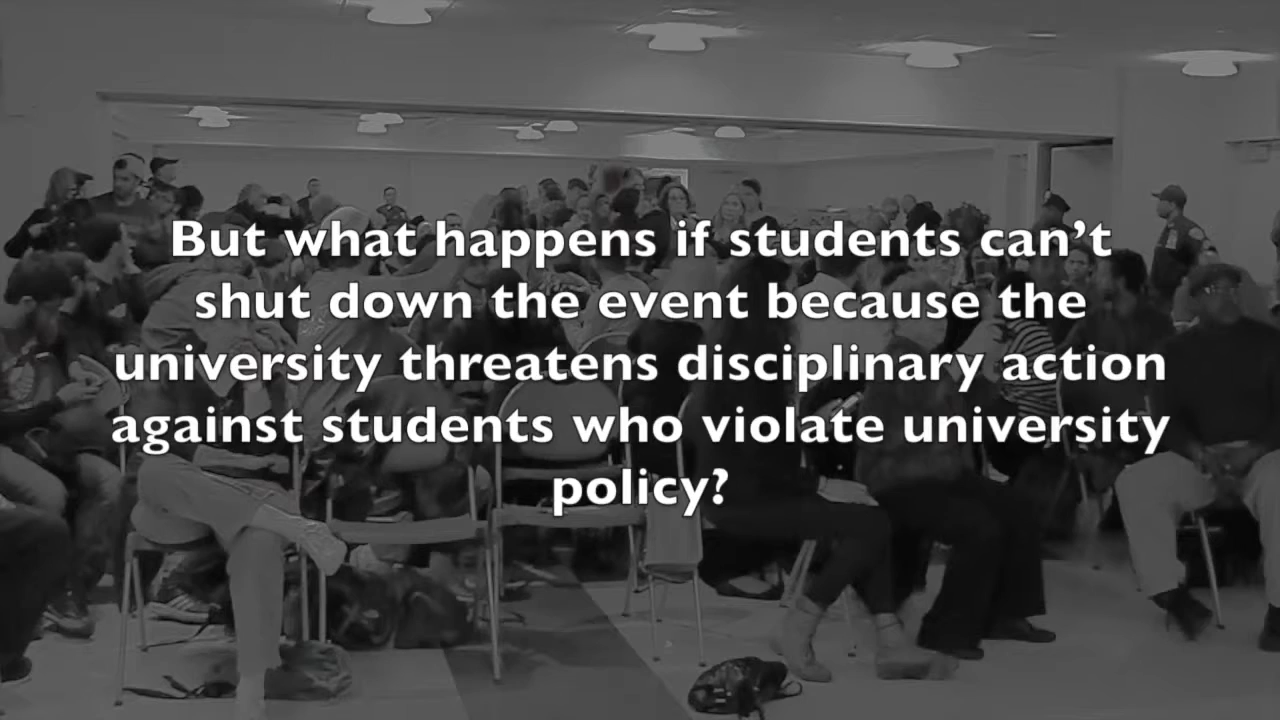 But what happens if students can't
shut down the event because the
university threatens disciplinary action
against students who violate university
policy?